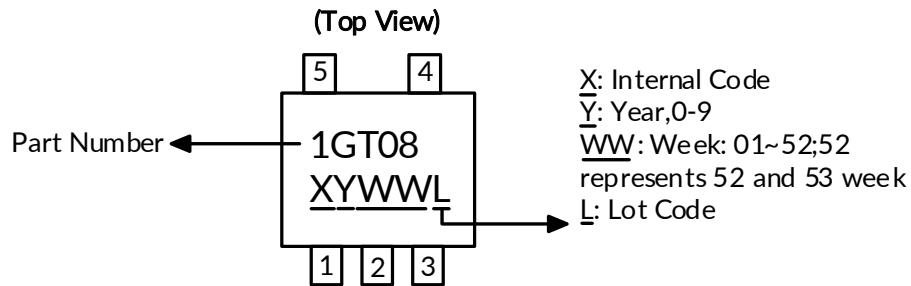 (Top View)
5 4
Part Number
1GT08
XYWWL
1 2 3
X: Internal Code
Y: Year,0-9
WW: Week: 01~52;52
represents 52 and 53 week
L: Lot Code